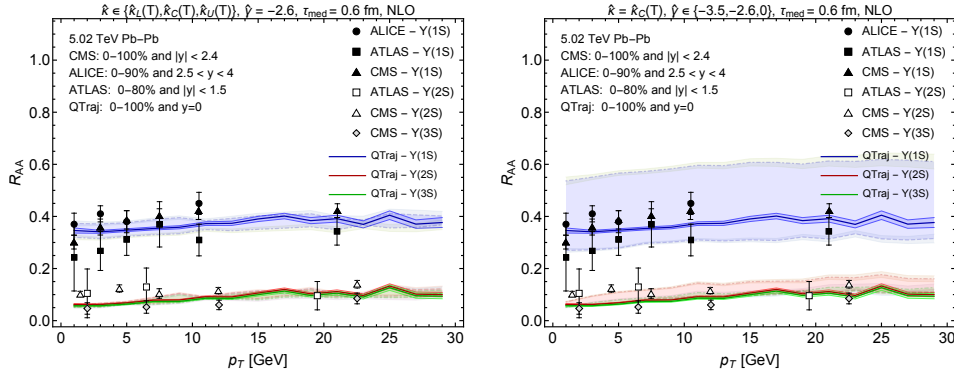 κ̂ ∈ {κ̂_L(T),κ̂_C(T),κ̂_U(T)}, γ̂ = −2.6, τ_med = 0.6 fm, NLO
5.02 TeV Pb–Pb
CMS: 0–100% and |y| < 2.4
ALICE: 0–90% and 2.5 < y < 4
ATLAS: 0–80% and |y| < 1.5
QTraj: 0–100% and y=0
ALICE – Υ(1S)
ATLAS – Υ(1S)
CMS – Υ(1S)
ATLAS – Υ(2S)
CMS – Υ(2S)
CMS – Υ(3S)
QTraj – Υ(1S)
QTraj – Υ(2S)
QTraj – Υ(3S)
R_AA
1.0
0.8
0.6
0.4
0.2
0.0
0 5 10 15 20 25 30
p_T [GeV]
κ̂ = κ̂_C(T), γ̂ ∈ {−3.5,−2.6,0}, τ_med = 0.6 fm, NLO
5.02 TeV Pb–Pb
CMS: 0–100% and |y| < 2.4
ALICE: 0–90% and 2.5 < y < 4
ATLAS: 0–80% and |y| < 1.5
QTraj: 0–100% and y=0
ALICE – Υ(1S)
ATLAS – Υ(1S)
CMS – Υ(1S)
ATLAS – Υ(2S)
CMS – Υ(2S)
CMS – Υ(3S)
QTraj – Υ(1S)
QTraj – Υ(2S)
QTraj – Υ(3S)
R_AA
1.0
0.8
0.6
0.4
0.2
0.0
0 5 10 15 20 25 30
p_T [GeV]